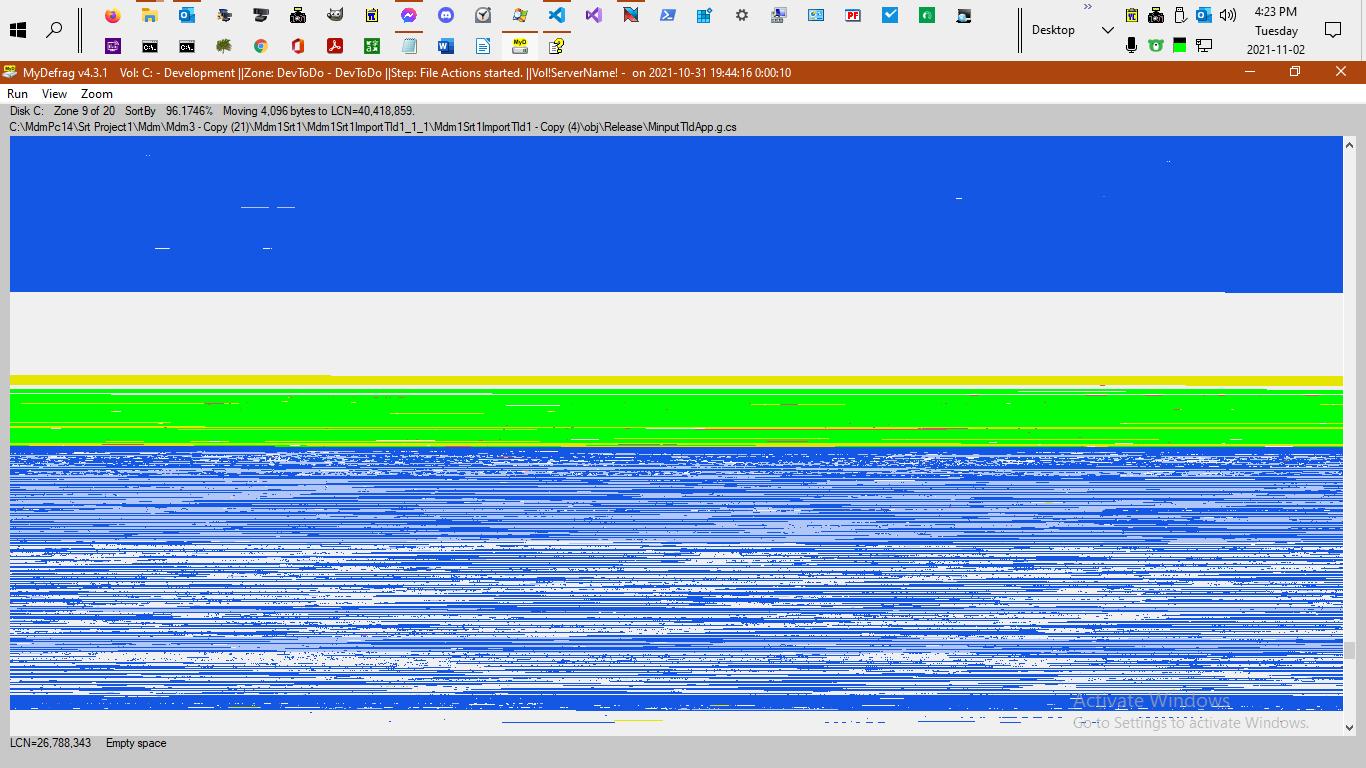 4:23 PM
Desktop
Tuesday
2021-11-02
MyDefrag v4.3.1 Vol: C: - Development ||Zone: DevToDo - DevToDo ||Step: File Actions started. ||Vol!ServerName! - on 2021-10-31 19:44:16 0:00:10
Run View Zoom
Disk C: Zone 9 of 20 SortBy 96.1746% Moving 4,096 bytes to LCN=40,418,859.
C:\MdmPc14\Srt Project1\Mdm\Mdm3 - Copy (21)\Mdm1Srt1\Mdm1Srt1ImportTld1_1_1\Mdm1Srt1ImportTld1 - Copy (4)\obj\Release\MinputTldApp.g.cs
Activate Windows
Go to Settings to activate Windows.
LCN=26,788,343 Empty space